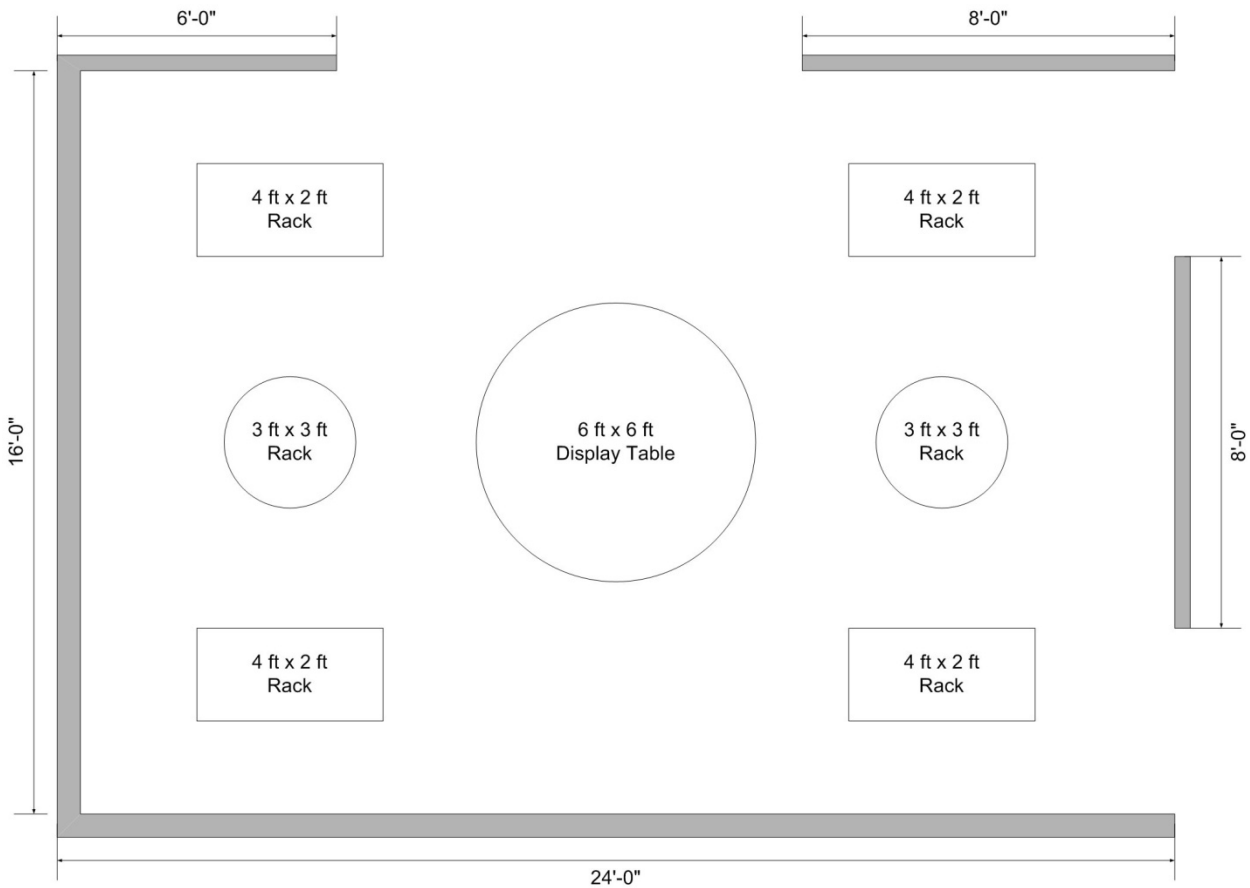 6'-0"
8'-0"
4 ft x 2 ft
Rack
4 ft x 2 ft
Rack
16'-0"
3 ft x 3 ft
Rack
6 ft x 6 ft
Display Table
3 ft x 3 ft
Rack
8'-0"
4 ft x 2 ft
Rack
4 ft x 2 ft
Rack
24'-0"